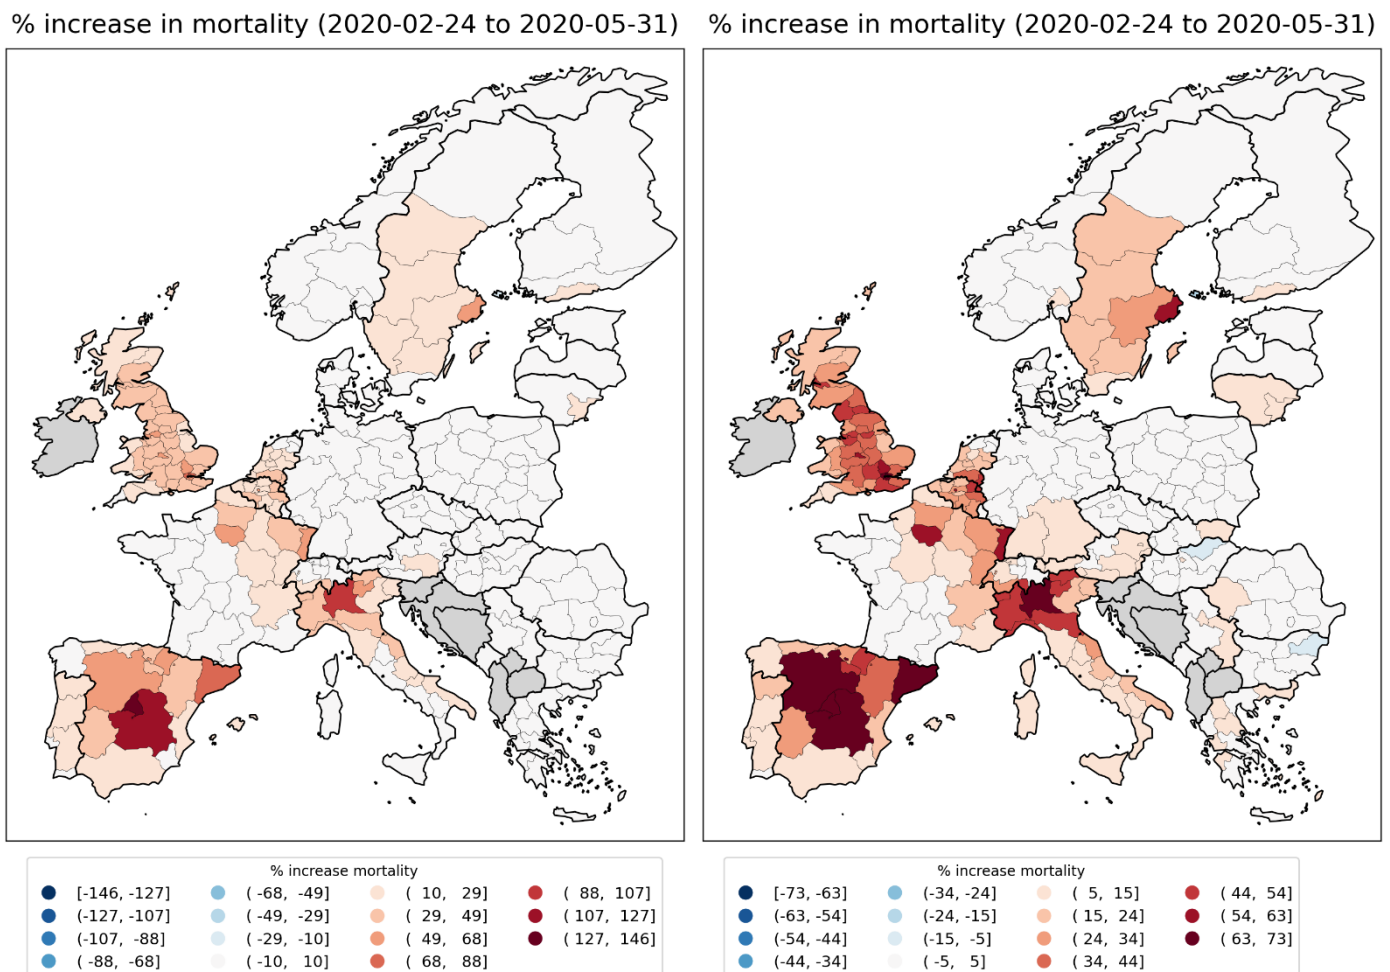 % increase in mortality (2020-02-24 to 2020-05-31)
% increase in mortality (2020-02-24 to 2020-05-31)
% increase mortality
[-146, -127] ( -68, -49] ( 10, 29] ( 88, 107]
(-127, -107] ( -49, -29] ( 29, 49] ( 107, 127]
(-107, -88] ( -29, -10] ( 49, 68] ( 127, 146]
( -88, -68] ( -10, 10] ( 68, 88]
% increase mortality
[-73, -63] (-34, -24] ( 5, 15] ( 44, 54]
(-63, -54] (-24, -15] ( 15, 24] ( 54, 63]
(-54, -44] (-15, -5] ( 24, 34] ( 63, 73]
(-44, -34] ( -5, 5] ( 34, 44]